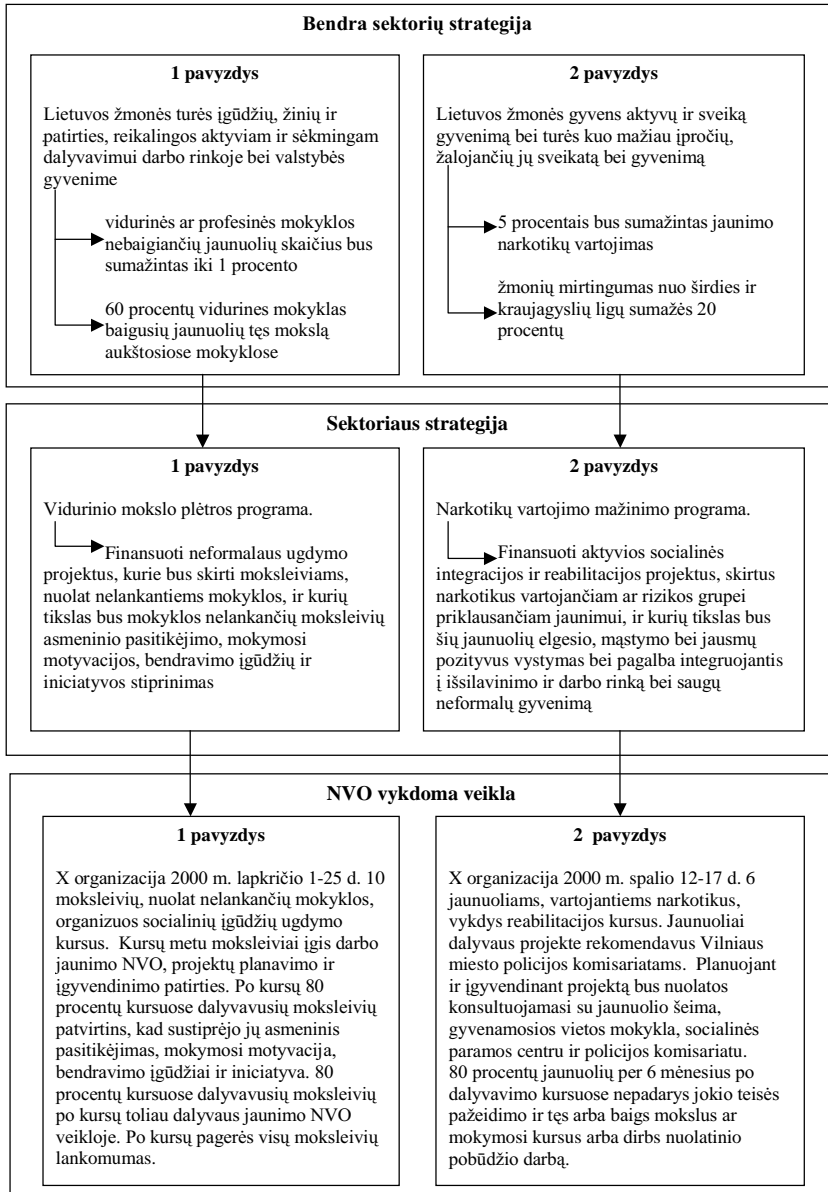 Bendra sektorių strategija
1 pavyzdys
Lietuvos žmonės turės įgūdžių, žinių ir
patirties, reikalingos aktyviam ir sėkmingam
dalyvavimui darbo rinkoje bei valstybės
gyvenime
vidurinės ar profesinės mokyklos
nebaigiančių jaunuolių skaičius bus
sumažintas iki 1 procento
60 procentų vidurines mokyklas
baigusių jaunuolių tęs mokslą
aukštosiose mokyklose
2 pavyzdys
Lietuvos žmonės gyvens aktyvų ir sveiką
gyvenimą bei turės kuo mažiau įpročių,
žalojančių jų sveikatą bei gyvenimą
5 procentais bus sumažintas jaunimo
narkotikų vartojimas
žmonių mirtingumas nuo širdies ir
kraujagyslių ligų sumažės 20
procentų
Sektoriaus strategija
1 pavyzdys
Vidurinio mokslo plėtros programa.
Finansuoti neformalaus ugdymo
projektus, kurie bus skirti moksleiviams,
nuolat nelankantiems mokyklos, ir kurių
tikslas bus mokyklos nelankančių moksleivių
asmeninio pasitikėjimo, mokymosi
motyvacijos, bendravimo įgūdžių ir
iniciatyvos stiprinimas
2 pavyzdys
Narkotikų vartojimo mažinimo programa.
Finansuoti aktyvios socialinės
integracijos ir reabilitacijos projektus, skirtus
narkotikus vartojančiam ar rizikos grupei
priklausančiam jaunimui, ir kurių tikslas bus
šių jaunuolių elgesio, mąstymo bei jausmų
pozityvus vystymas bei pagalba integruojantis
į išsilavinimo ir darbo rinką bei saugų
neformalų gyvenimą
NVO vykdoma veikla
1 pavyzdys
X organizacija 2000 m. lapkričio 1-25 d. 10
moksleivių, nuolat nelankančių mokyklos,
organizuos socialinių įgūdžių ugdymo
kursus. Kursų metu moksleiviai įgis darbo
jaunimo NVO, projektų planavimo ir
įgyvendinimo patirties. Po kursų 80
procentų kursuose dalyvavusių moksleivių
patvirtins, kad sustiprėjo jų asmeninis
pasitikėjimas, mokymosi motyvacija,
bendravimo įgūdžiai ir iniciatyva. 80
procentų kursuose dalyvavusių moksleivių
po kursų toliau dalyvaus jaunimo NVO
veikloje. Po kursų pagerės visų moksleivių
lankomumas.
2 pavyzdys
X organizacija 2000 m. spalio 12-17 d. 6
jaunuoliams, vartojantiems narkotikus,
vykdys reabilitacijos kursus. Jaunuoliai
dalyvaus projekte rekomendavus Vilniaus
miesto policijos komisariatams. Planuojant
ir įgyvendinant projektą bus nuolatos
konsultuojamasi su jaunuolio šeima,
gyvenamosios vietos mokykla, socialinės
paramos centru ir policijos komisariatu.
80 procentų jaunuolių per 6 mėnesius po
dalyvavimo kursuose nepadarys jokio teisės
pažeidimo ir tęs arba baigs mokslus ar
mokymosi kursus arba dirbs nuolatinio
pobūdžio darbą.